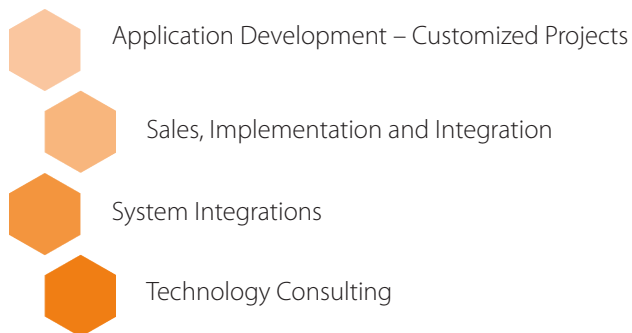 Application Development – Customized Projects
Sales, Implementation and Integration
System Integrations
Technology Consulting